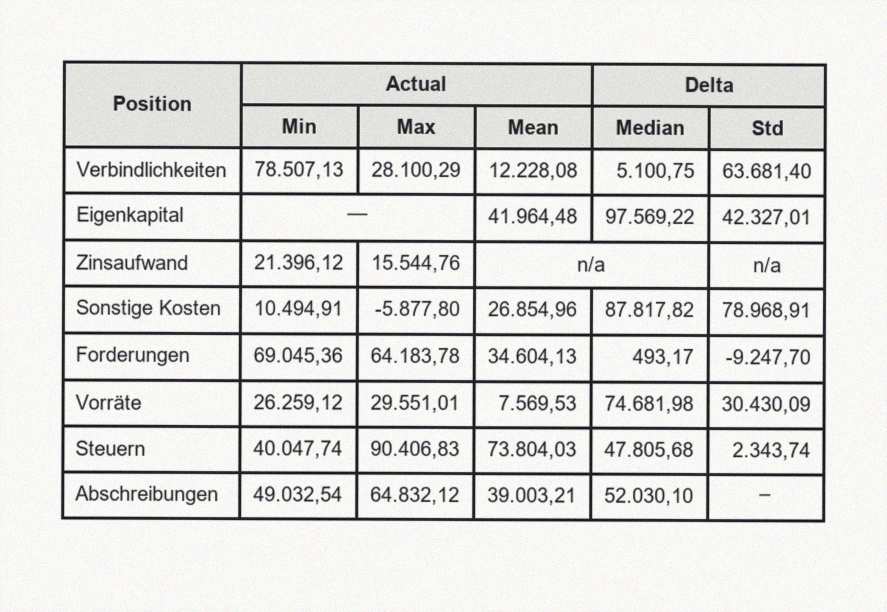 Position Actual Delta
Min Max Mean Median Std
Verbindlichkeiten 78.507,13 28.100,29 12.228,08 5.100,75 63.681,40
Eigenkapital — 41.964,48 97.569,22 42.327,01
Zinsaufwand 21.396,12 15.544,76 n/a n/a
Sonstige Kosten 10.494,91 -5.877,80 26.854,96 87.817,82 78.968,91
Forderungen 69.045,36 64.183,78 34.604,13 493,17 -9.247,70
Vorräte 26.259,12 29.551,01 7.569,53 74.681,98 30.430,09
Steuern 40.047,74 90.406,83 73.804,03 47.805,68 2.343,74
Abschreibungen 49.032,54 64.832,12 39.003,21 52.030,10 –